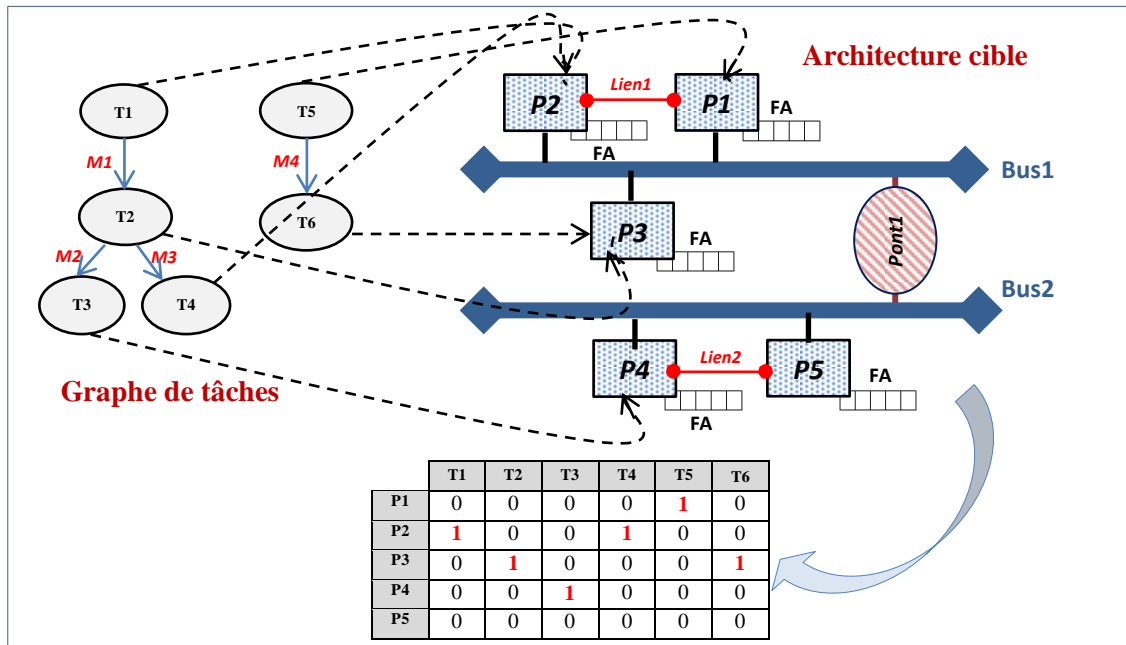 Architecture cible
T1
T5
P2
Lien1
P1
FA
FA
M1
M4
Bus1
T2
T6
P3
FA
Pont1
M2
M3
T3
T4
Bus2
P4
Lien2
P5
FA
FA
Graphe de tâches
T1 T2 T3 T4 T5 T6
P1 0 0 0 0 1 0
P2 1 0 0 1 0 0
P3 0 1 0 0 0 1
P4 0 0 1 0 0 0
P5 0 0 0 0 0 0